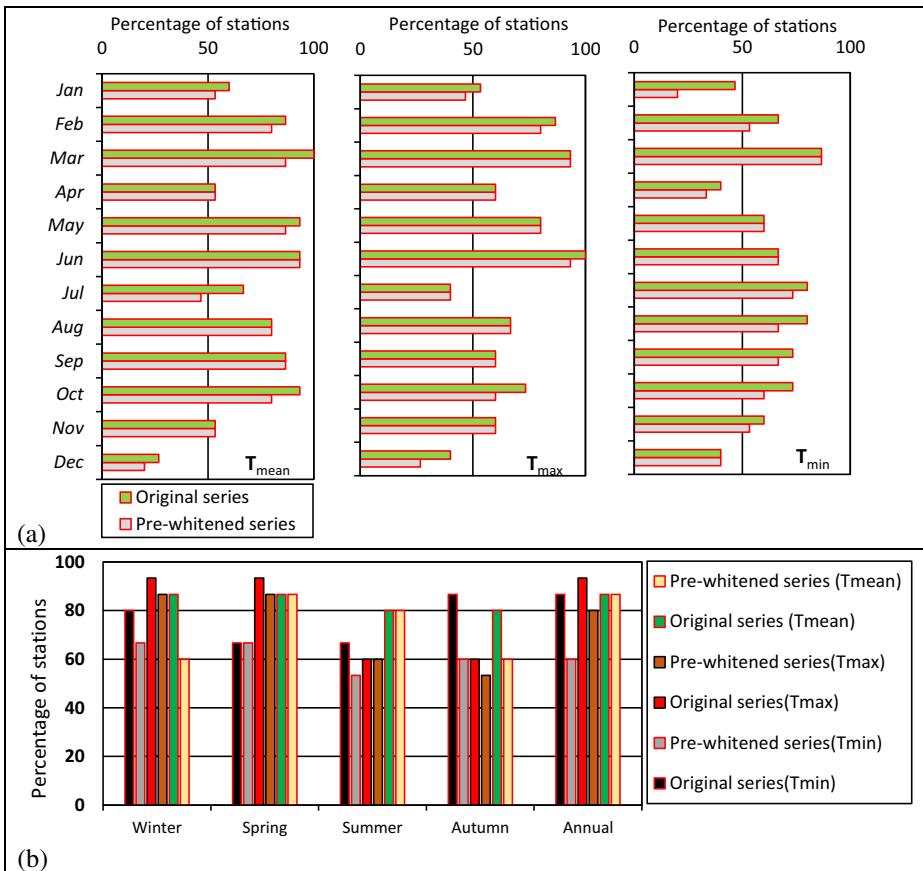 (a)
Percentage of stations
Percentage of stations
Percentage of stations
0 50 100
0 50 100
0 50 100
Jan
Feb
Mar
Apr
May
Jun
Jul
Aug
Sep
Oct
Nov
Dec
Tmean
Tmax
Tmin
Original series
Pre-whitened series
(b)
Percentage of stations
100
80
60
40
20
0
Winter Spring Summer Autumn Annual
Pre-whitened series (Tmean)
Original series (Tmean)
Pre-whitened series(Tmax)
Original series(Tmax)
Pre-whitened series(Tmin)
Original series(Tmin)